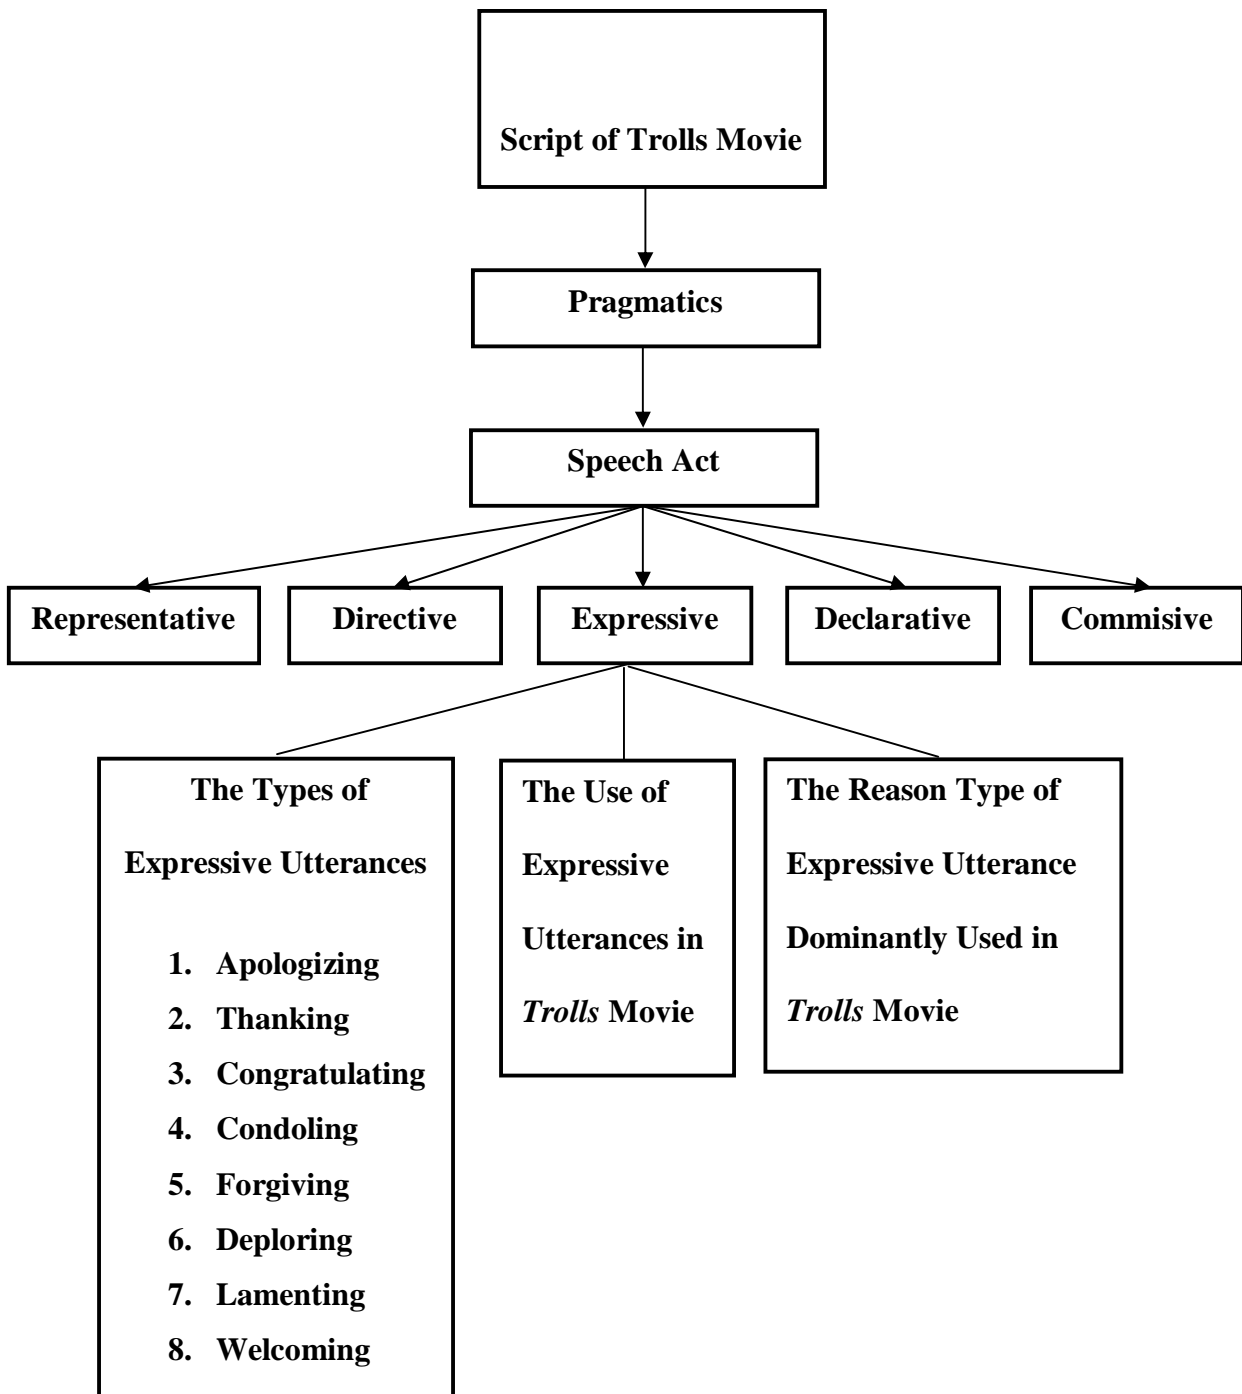 Script of Trolls Movie
Pragmatics
Speech Act
Representative
Directive
Expressive
Declarative
Commisive
The Types of
Expressive Utterances
1. Apologizing
2. Thanking
3. Congratulating
4. Condoling
5. Forgiving
6. Deploring
7. Lamenting
8. Welcoming
The Use of
Expressive
Utterances in
Trolls Movie
The Reason Type of
Expressive Utterance
Dominantly Used in
Trolls Movie